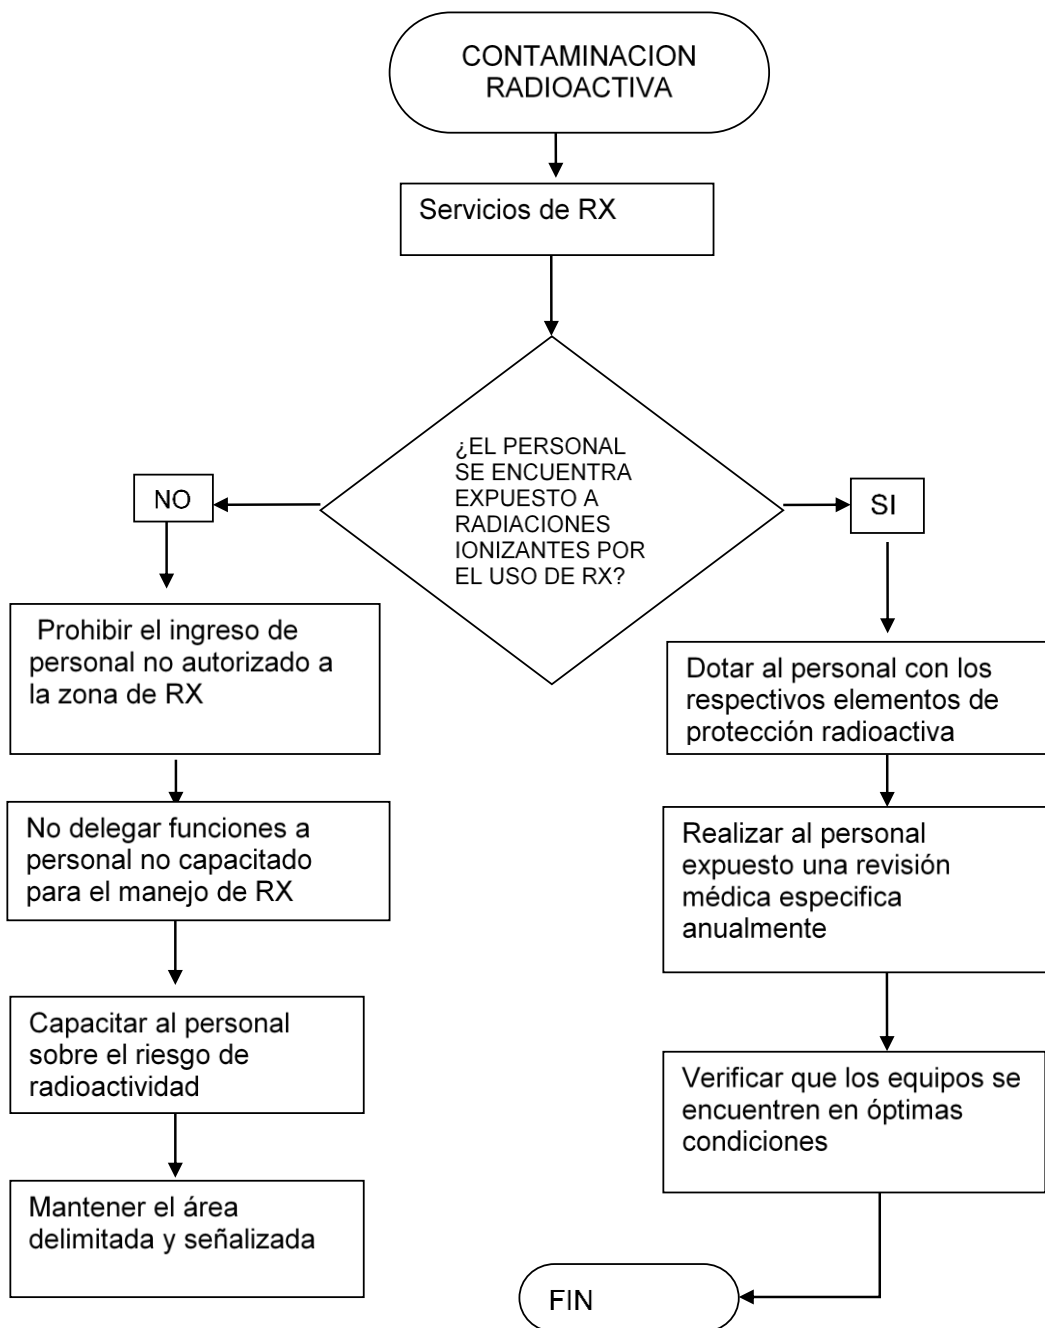 CONTAMINACION
RADIOACTIVA
Servicios de RX
¿EL PERSONAL
SE ENCUENTRA
EXPUESTO A
RADIACIONES
IONIZANTES POR
EL USO DE RX?
NO
SI
Prohibir el ingreso de
personal no autorizado a
la zona de RX
No delegar funciones a
personal no capacitado
para el manejo de RX
Capacitar al personal
sobre el riesgo de
radioactividad
Mantener el área
delimitada y señalizada
Dotar al personal con los
respectivos elementos de
protección radioactiva
Realizar al personal
expuesto una revisión
médica especifica
anualmente
Verificar que los equipos se
encuentren en óptimas
condiciones
FIN